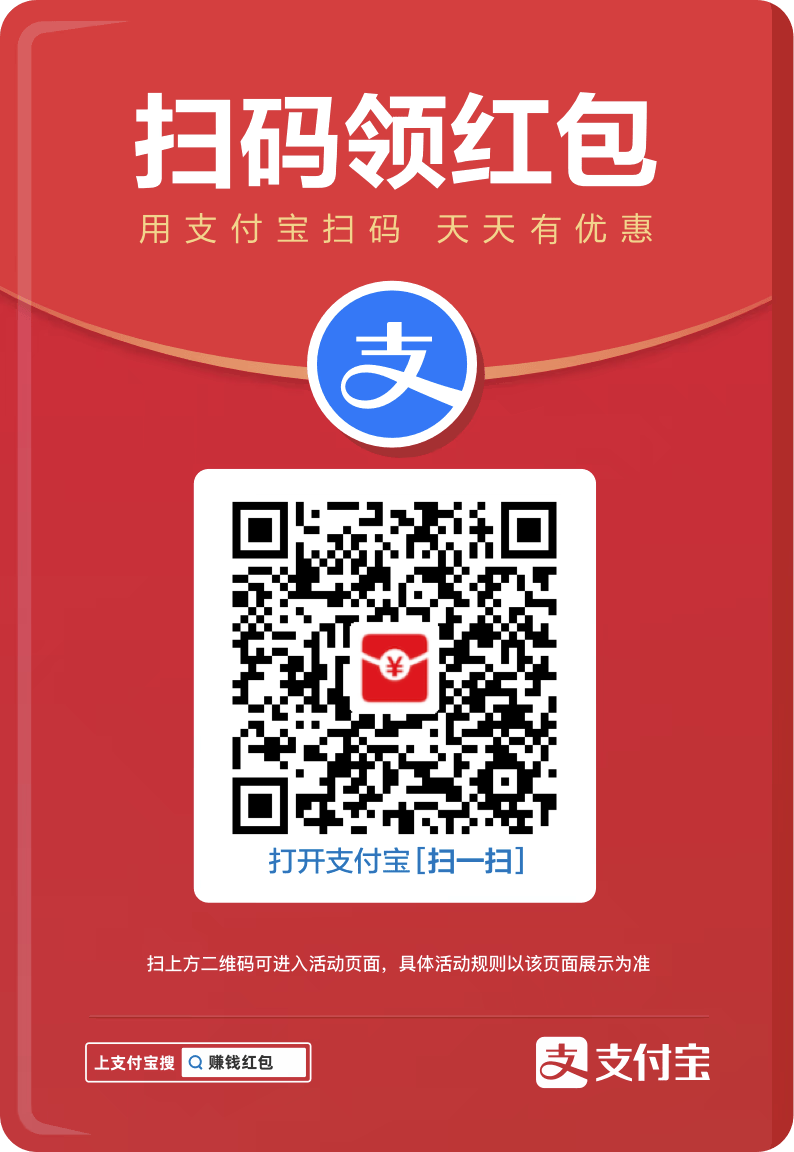 扫码领红包
用支付宝扫码 天天有优惠
支
¥
打开支付宝[扫一扫]
扫上方二维码可进入活动页面，具体活动规则以该页面展示为准
上支付宝搜 赚钱红包
支 支付宝